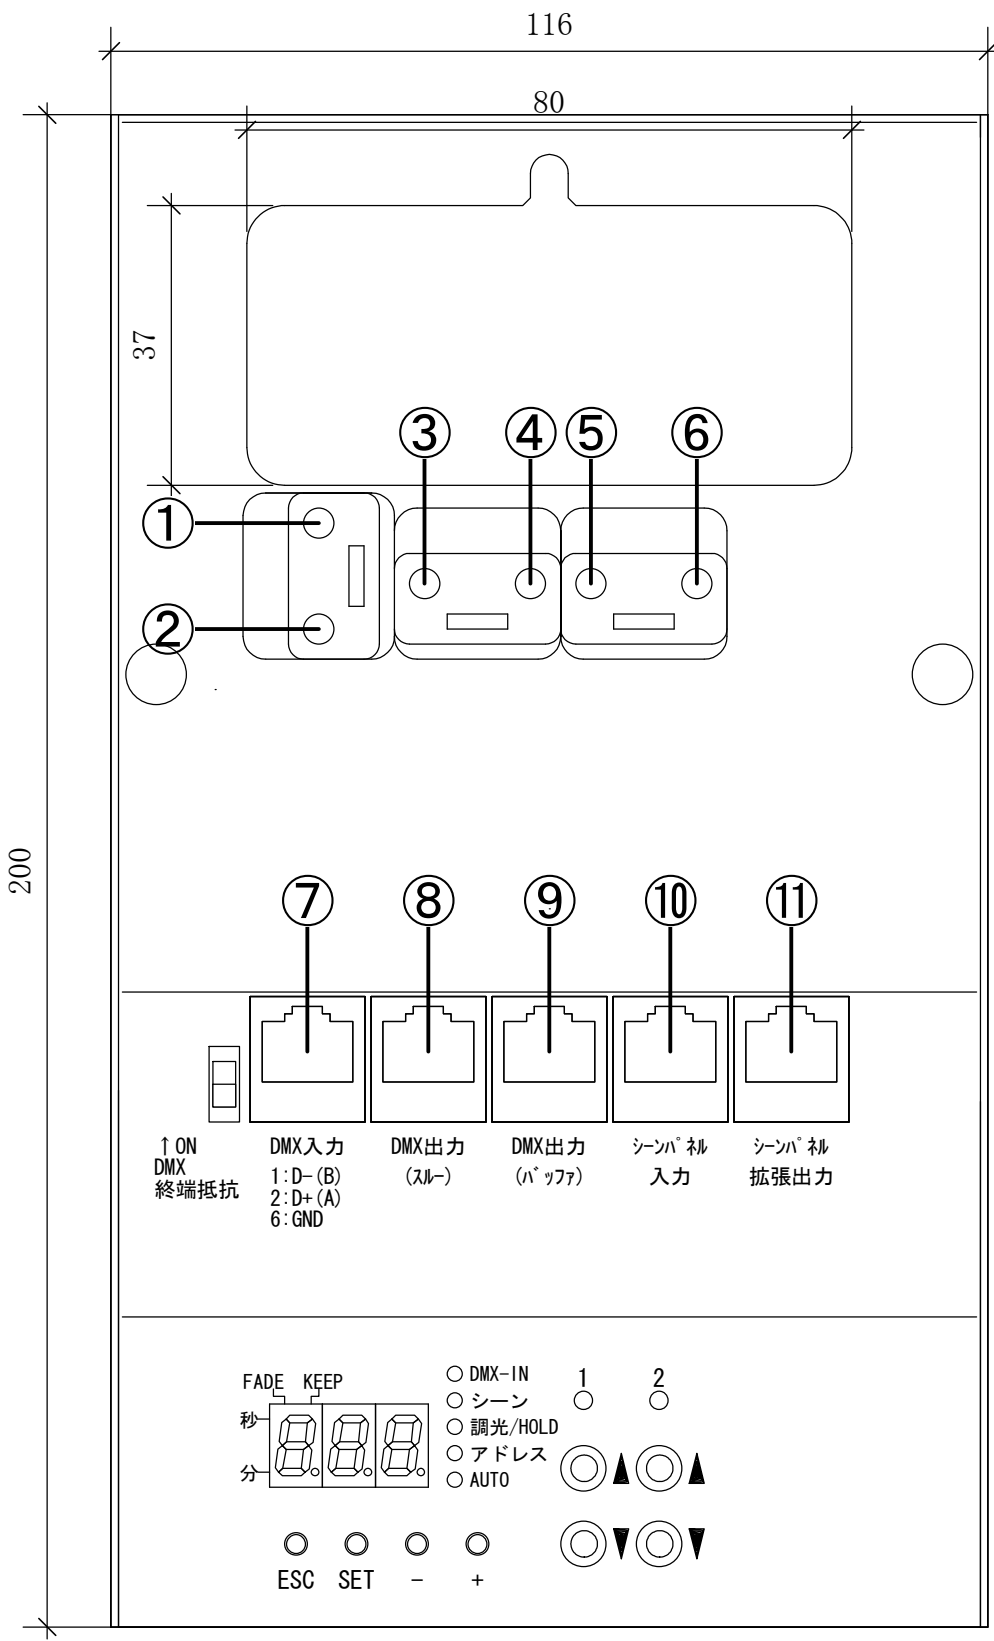 116
80
37
200
③ ④ ⑤ ⑥
①
②
⑦ ⑧ ⑨ ⑩ ⑪
↑ON
DMX
終端抵抗
DMX入力
1:D-(B)
2:D+(A)
6:GND
DMX出力
(スルー)
DMX出力
(バッファ)
シーンパネル
入力
シーンパネル
拡張出力
FADE KEEP
秒
分
8.8.8.
DMX-IN
シーン
調光/HOLD
アドレス
AUTO
1 2
▲ ▲
▼ ▼
ESC SET - +